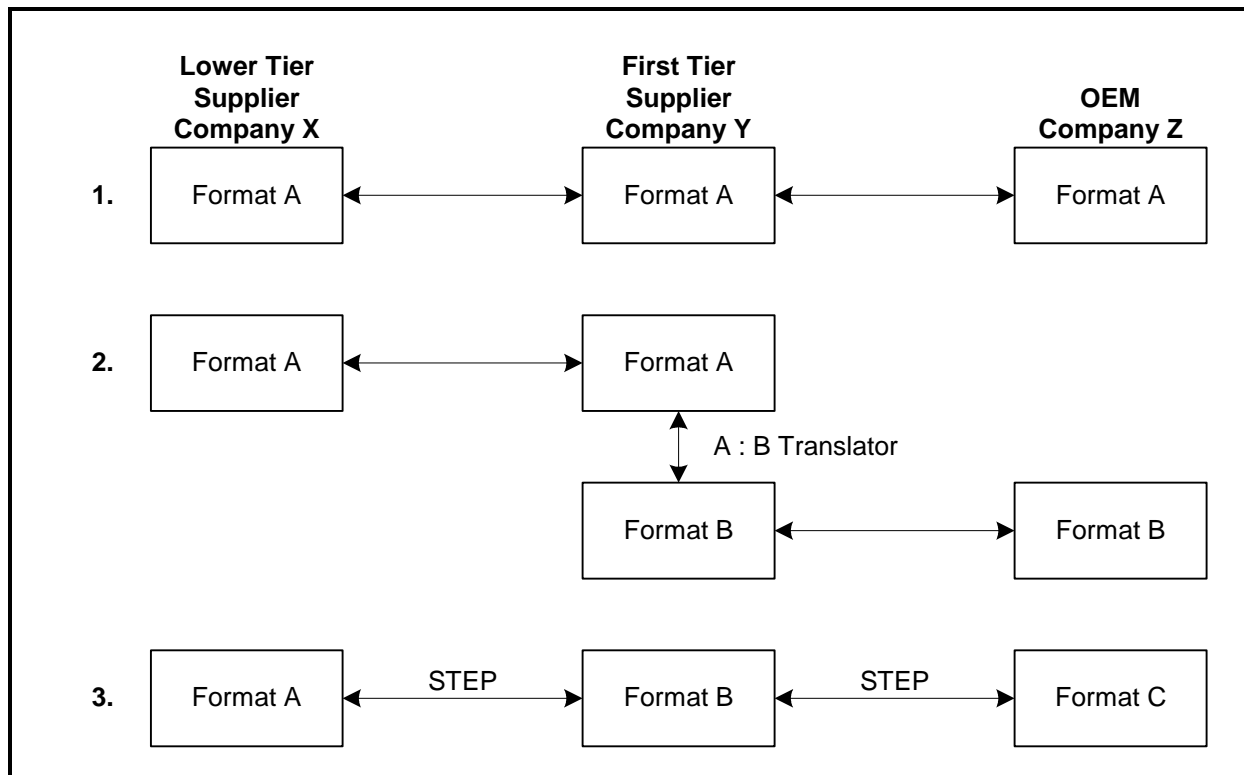 Lower Tier
Supplier
Company X
First Tier
Supplier
Company Y
OEM
Company Z
1.
Format A
Format A
Format A
2.
Format A
Format A
A : B Translator
Format B
Format B
3.
Format A
STEP
Format B
STEP
Format C